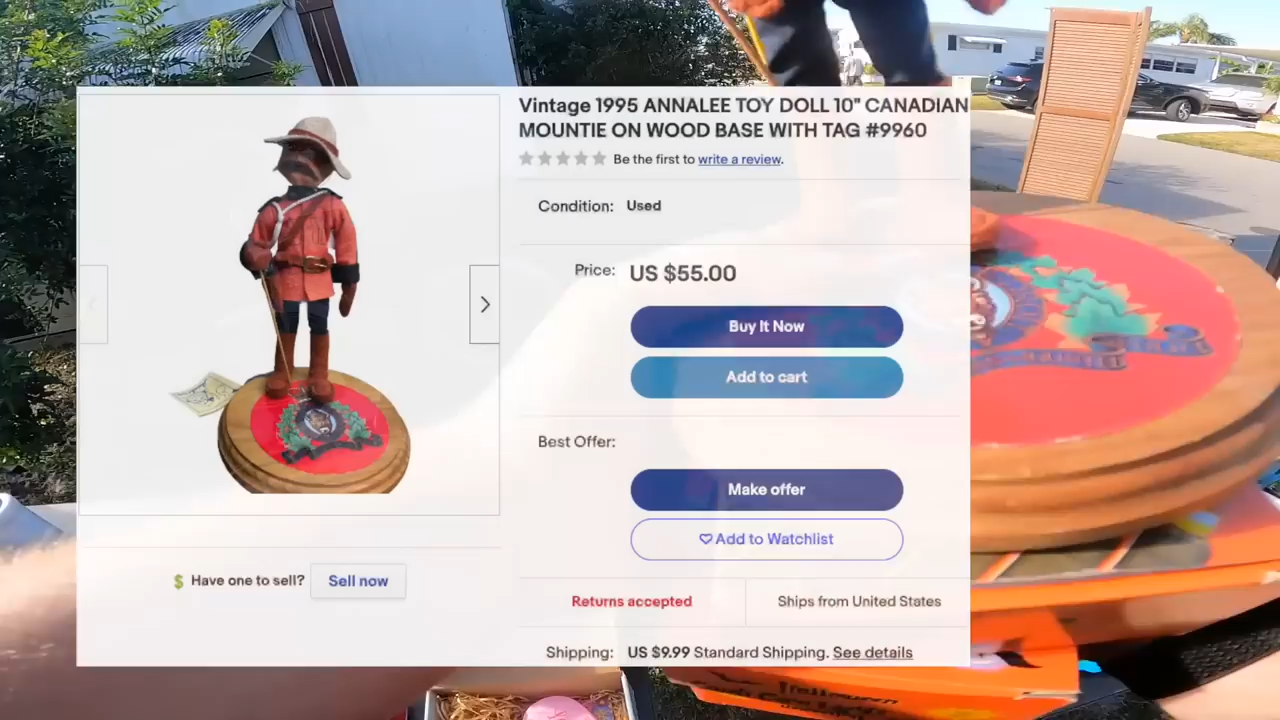 Vintage 1995 ANNALEE TOY DOLL 10" CANADIAN
MOUNTIE ON WOOD BASE WITH TAG #9960
Be the first to write a review.
Condition: Used
Price: US $55.00
Buy It Now
Add to cart
Best Offer:
Make offer
Add to Watchlist
$ Have one to sell? Sell now
Returns accepted
Ships from United States
Shipping: US $9.99 Standard Shipping. See details
Halloween